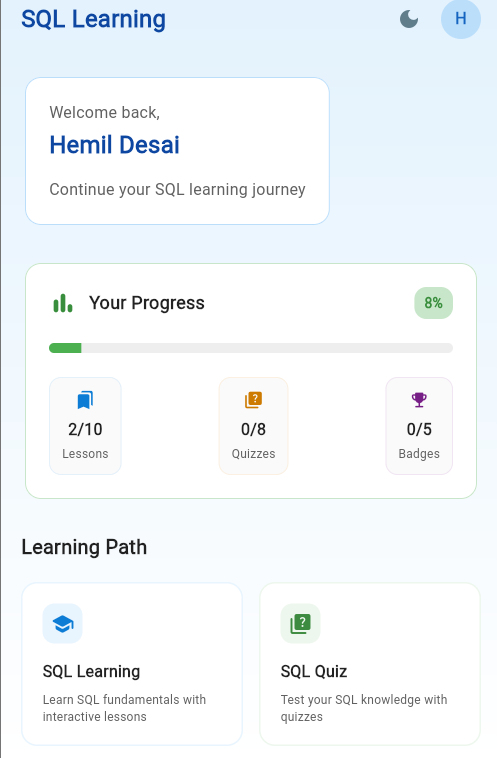 SQL Learning
H
Welcome back,
Hemil Desai
Continue your SQL learning journey
Your Progress
8%
2/10
Lessons
0/8
Quizzes
0/5
Badges
Learning Path
SQL Learning
Learn SQL fundamentals with
interactive lessons
SQL Quiz
Test your SQL knowledge with
quizzes